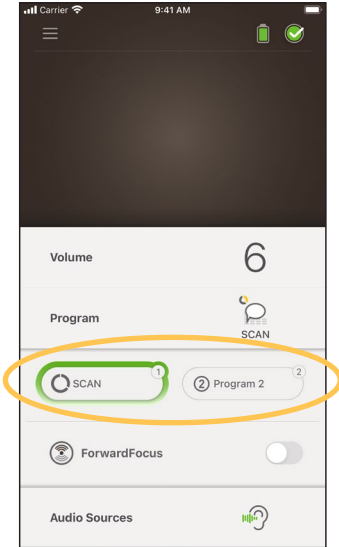 Carrier 9:41 AM
Volume 6
Program
SCAN
SCAN 1
2 Program 2 2
ForwardFocus
Audio Sources